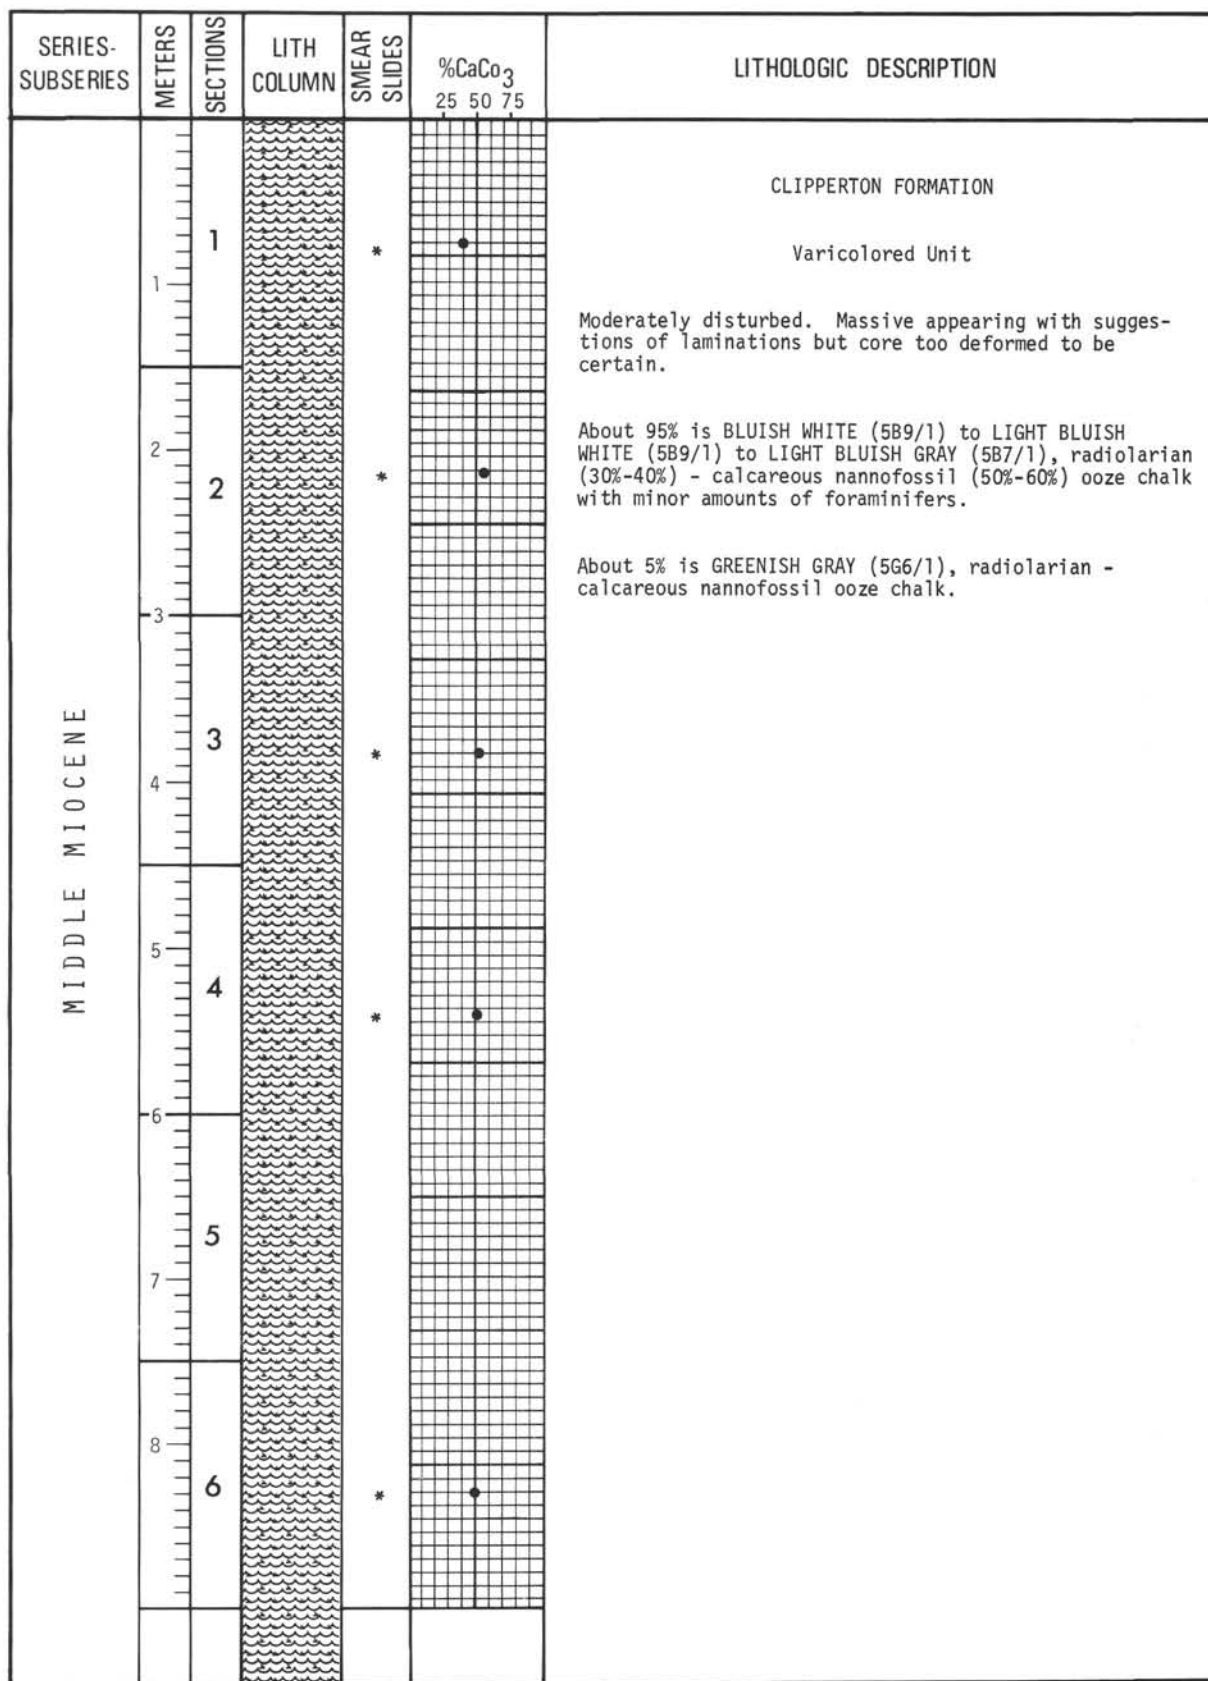 SERIES-
SUBSERIES
METERS
SECTIONS
LITH
COLUMN
SMEAR
SLIDES
%CaCo3
25 50 75
LITHOLOGIC DESCRIPTION
MIDDLE MIOCENE
1
2
3
4
5
6
7
8
1
2
3
4
5
6
*
*
*
*
*
CLIPPERTON FORMATION
Varicolored Unit
Moderately disturbed. Massive appearing with sugges-
tions of laminations but core too deformed to be
certain.
About 95% is BLUISH WHITE (5B9/1) to LIGHT BLUISH
WHITE (5B9/1) to LIGHT BLUISH GRAY (5B7/1), radiolarian
(30%-40%) - calcareous nannofossil (50%-60%) ooze chalk
with minor amounts of foraminifers.
About 5% is GREENISH GRAY (5G6/1), radiolarian -
calcareous nannofossil ooze chalk.